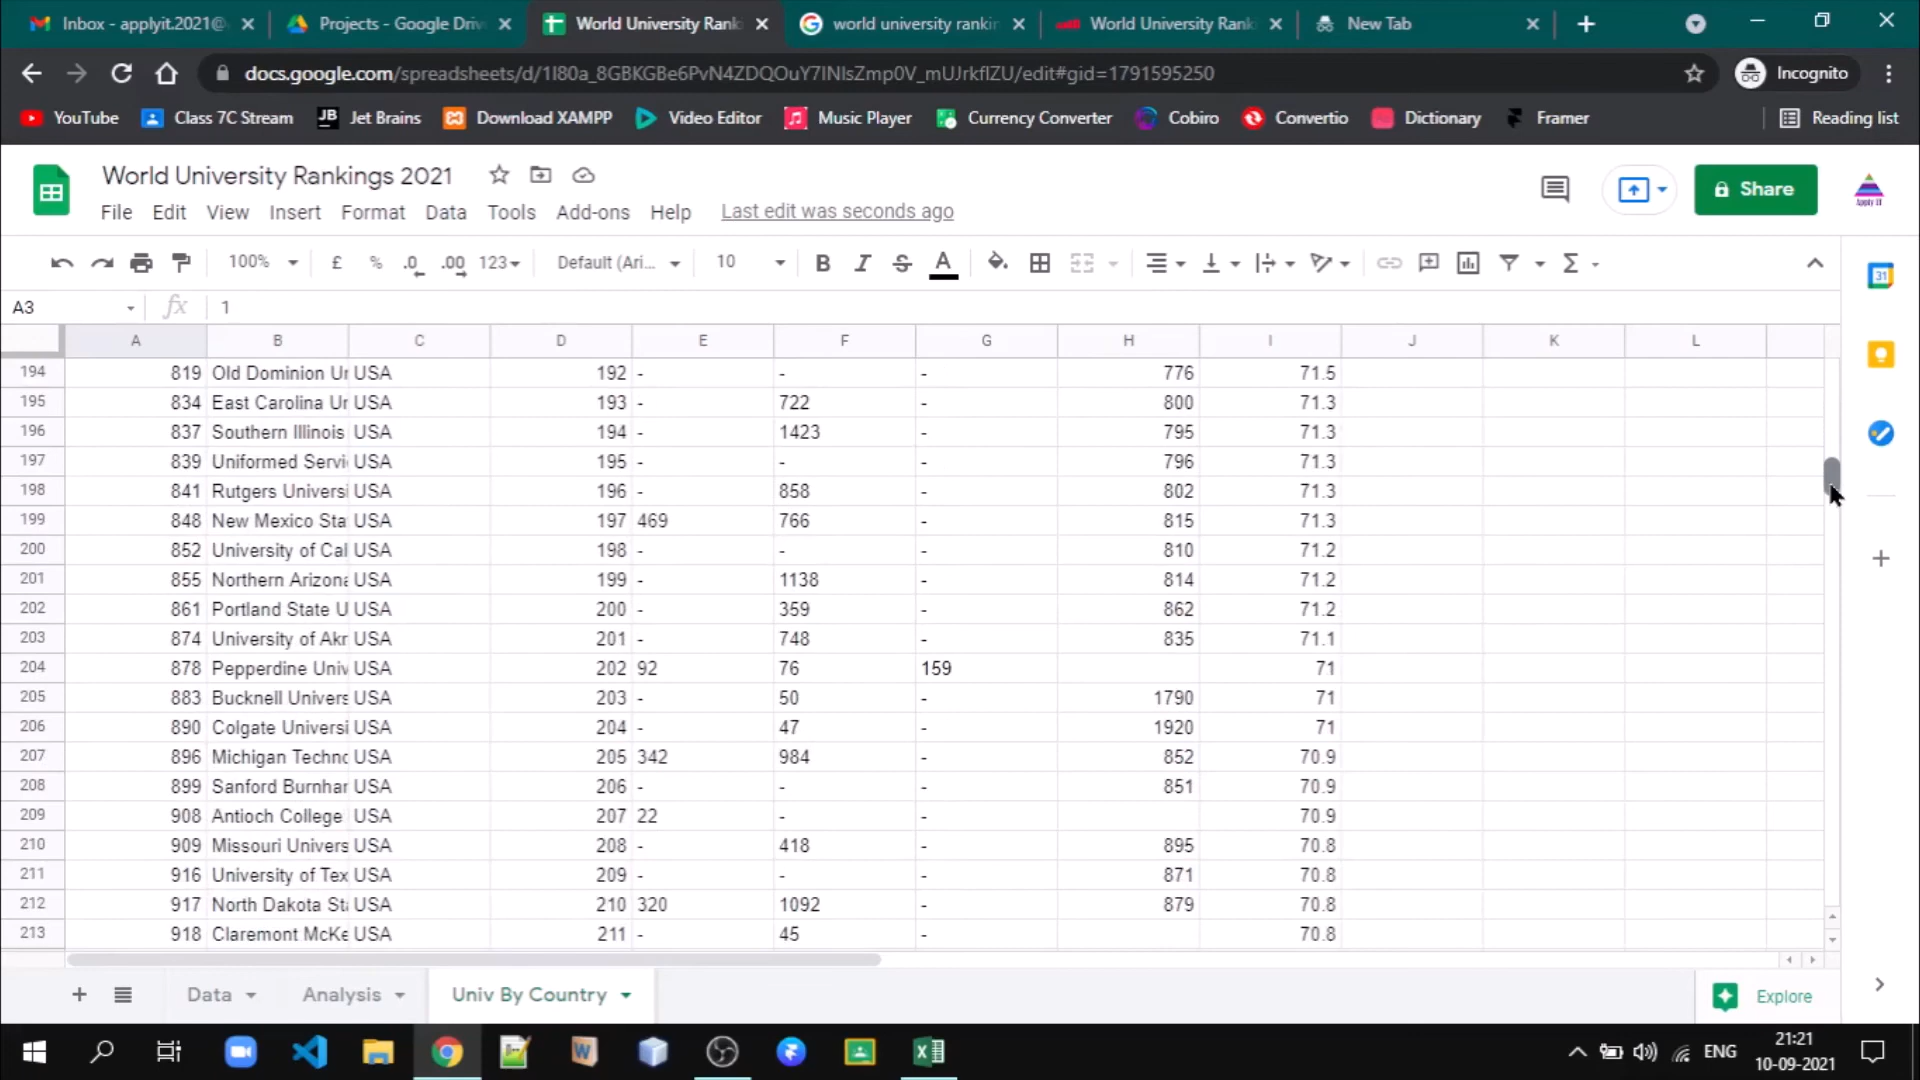 Inbox - applyit.2021@
Projects - Google Driv
World University Rank
world university rankin
World University Rank
New Tab
docs.google.com/spreadsheets/d/1I80a_8GBKGBe6PvN4ZDQOuY7INIsZmp0V_mUJrkfIZU/edit#gid=1791595250
Incognito
YouTube
Class 7C Stream
JB Jet Brains
Download XAMPP
Video Editor
Music Player
Currency Converter
Cobiro
Convertio
Dictionary
Framer
Reading list
World University Rankings 2021
Share
Apply IT
File Edit View Insert Format Data Tools Add-ons Help Last edit was seconds ago
100% £ % .0 .00 123 Default (Ari... 10 B I S A Σ
31
A3 fx 1
A B C D E F G H I J K L
194 819 Old Dominion Ur USA 192 - - - 776 71.5
195 834 East Carolina Ur USA 193 - 722 - 800 71.3
196 837 Southern Illinois USA 194 - 1423 - 795 71.3
197 839 Uniformed Servi USA 195 - - - 796 71.3
198 841 Rutgers Universi USA 196 - 858 - 802 71.3
199 848 New Mexico Sta USA 197 469 766 - 815 71.3
200 852 University of Cal USA 198 - - - 810 71.2
201 855 Northern Arizona USA 199 - 1138 - 814 71.2
202 861 Portland State U USA 200 - 359 - 862 71.2
203 874 University of Akr USA 201 - 748 - 835 71.1
204 878 Pepperdine Univ USA 202 92 76 159 71
205 883 Bucknell Univers USA 203 - 50 - 1790 71
206 890 Colgate Universi USA 204 - 47 - 1920 71
207 896 Michigan Techno USA 205 342 984 - 852 70.9
208 899 Sanford Burnhar USA 206 - - - 851 70.9
209 908 Antioch College USA 207 22 - - 70.9
210 909 Missouri Univers USA 208 - 418 - 895 70.8
211 916 University of Tex USA 209 - - - 871 70.8
212 917 North Dakota Sta USA 210 320 1092 - 879 70.8
213 918 Claremont McKe USA 211 - 45 - 70.8
+ Data Analysis Univ By Country
Explore
ENG
21:21
10-09-2021